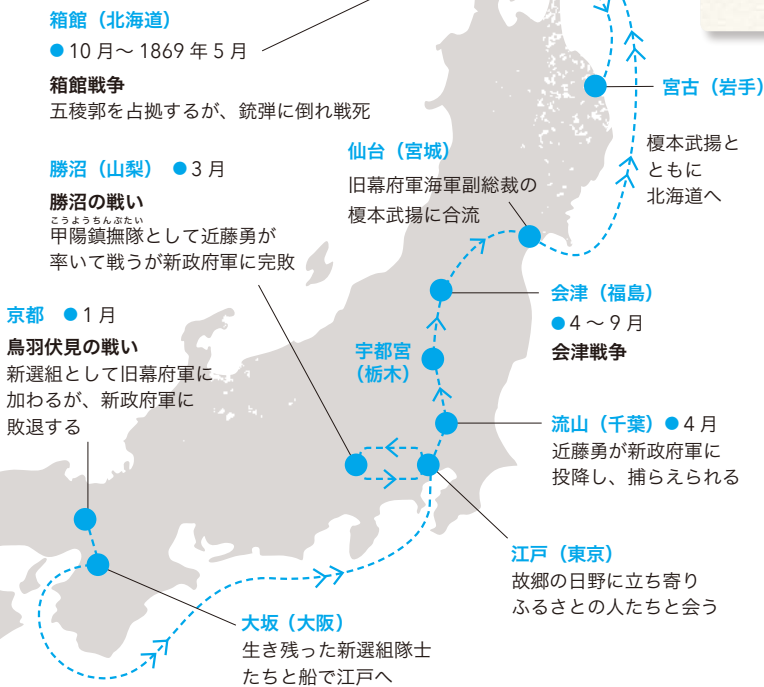 箱館（北海道）
●10月～1869年5月
箱館戦争
五稜郭を占拠するが、銃弾に倒れ戦死
宮古（岩手）
榎本武揚と
ともに
北海道へ
仙台（宮城）
旧幕府軍海軍副総裁の
榎本武揚に合流
勝沼（山梨）●3月
勝沼の戦い
こうようちんぶたい
甲陽鎮撫隊として近藤勇が
率いて戦うが新政府軍に完敗
会津（福島）
●4～9月
会津戦争
京都 ●1月
鳥羽伏見の戦い
新選組として旧幕府軍に
加わるが、新政府軍に
敗退する
宇都宮
（栃木）
流山（千葉）●4月
近藤勇が新政府軍に
投降し、捕らえられる
江戸（東京）
故郷の日野に立ち寄り
ふるさとの人たちと会う
大坂（大阪）
生き残った新選組隊士
たちと船で江戸へ